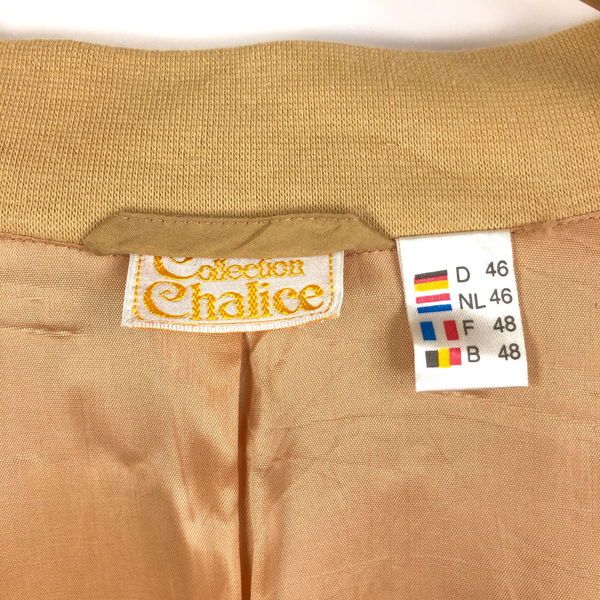 Collection
Chalice
D 46
NL 46
F 48
B 48